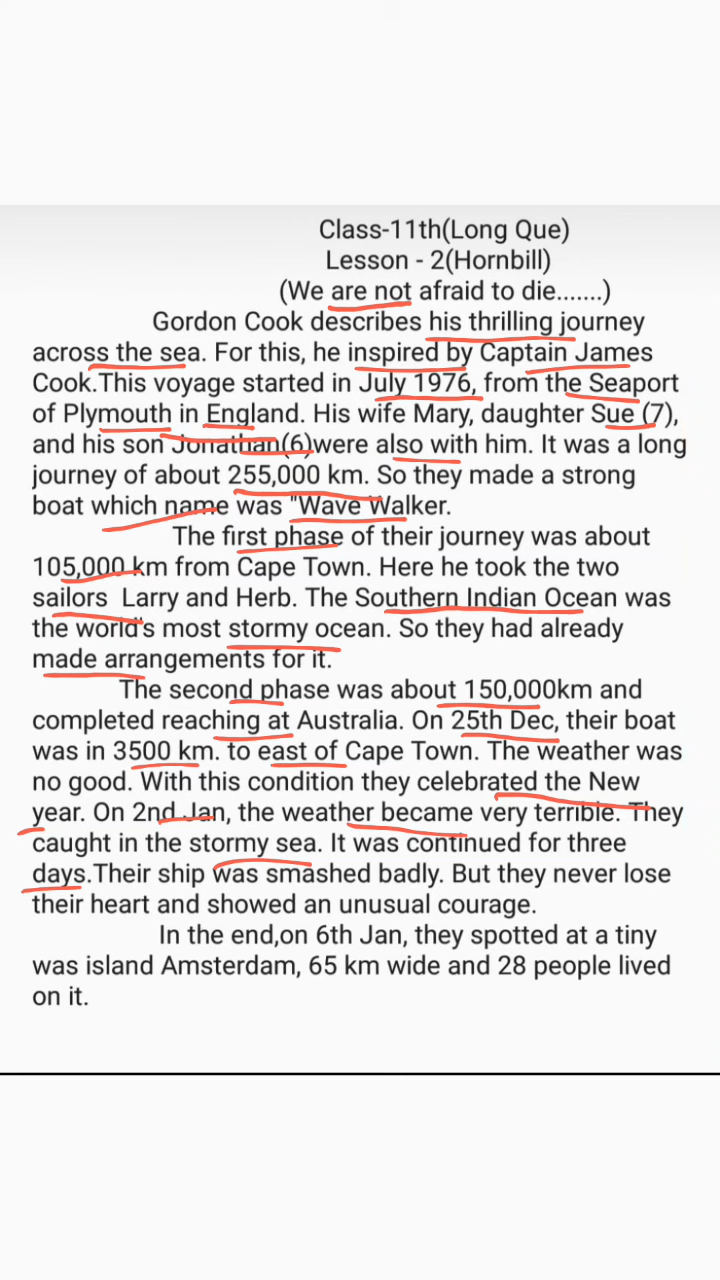 Class-11th(Long Que)
Lesson - 2(Hornbill)
(We are not afraid to die.......)
Gordon Cook describes his thrilling journey
across the sea. For this, he inspired by Captain James
Cook.This voyage started in July 1976, from the Seaport
of Plymouth in England. His wife Mary, daughter Sue (7),
and his son Jonathan(6)were also with him. It was a long
journey of about 255,000 km. So they made a strong
boat which name was "Wave Walker.
The first phase of their journey was about
105,000 km from Cape Town. Here he took the two
sailors Larry and Herb. The Southern Indian Ocean was
the world's most stormy ocean. So they had already
made arrangements for it.
The second phase was about 150,000km and
completed reaching at Australia. On 25th Dec, their boat
was in 3500 km. to east of Cape Town. The weather was
no good. With this condition they celebrated the New
year. On 2nd Jan, the weather became very terrible. They
caught in the stormy sea. It was continued for three
days.Their ship was smashed badly. But they never lose
their heart and showed an unusual courage.
In the end,on 6th Jan, they spotted at a tiny
was island Amsterdam, 65 km wide and 28 people lived
on it.